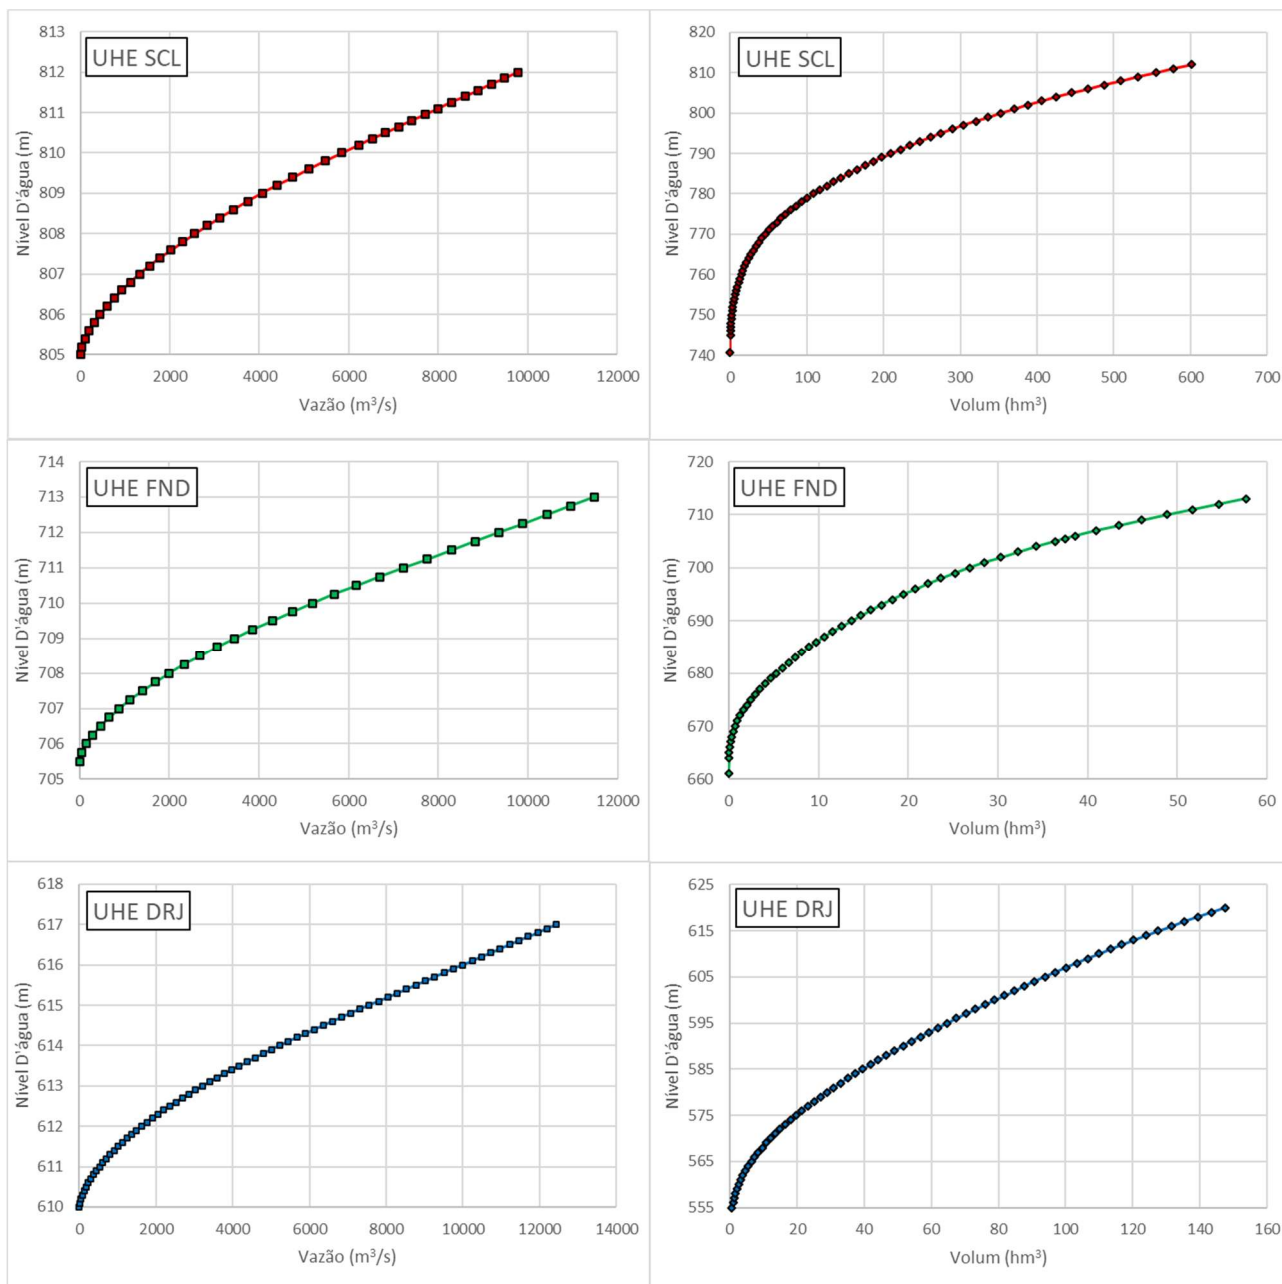 UHE SCL
813
812
811
810
809
808
807
806
805
Nível D'água (m)
0 2000 4000 6000 8000 10000 12000
Vazão (m³/s)
UHE SCL
820
810
800
790
780
770
760
750
740
Nível D'água (m)
0 100 200 300 400 500 600 700
Volum (hm³)
UHE FND
714
713
712
711
710
709
708
707
706
705
Nível D'água (m)
0 2000 4000 6000 8000 10000 12000
Vazão (m³/s)
UHE FND
720
710
700
690
680
670
660
Nível D'água (m)
0 10 20 30 40 50 60
Volum (hm³)
UHE DRJ
618
617
616
615
614
613
612
611
610
Nível D'água (m)
0 2000 4000 6000 8000 10000 12000 14000
Vazão (m³/s)
UHE DRJ
625
615
605
595
585
575
565
555
Nível D'água (m)
0 20 40 60 80 100 120 140 160
Volum (hm³)